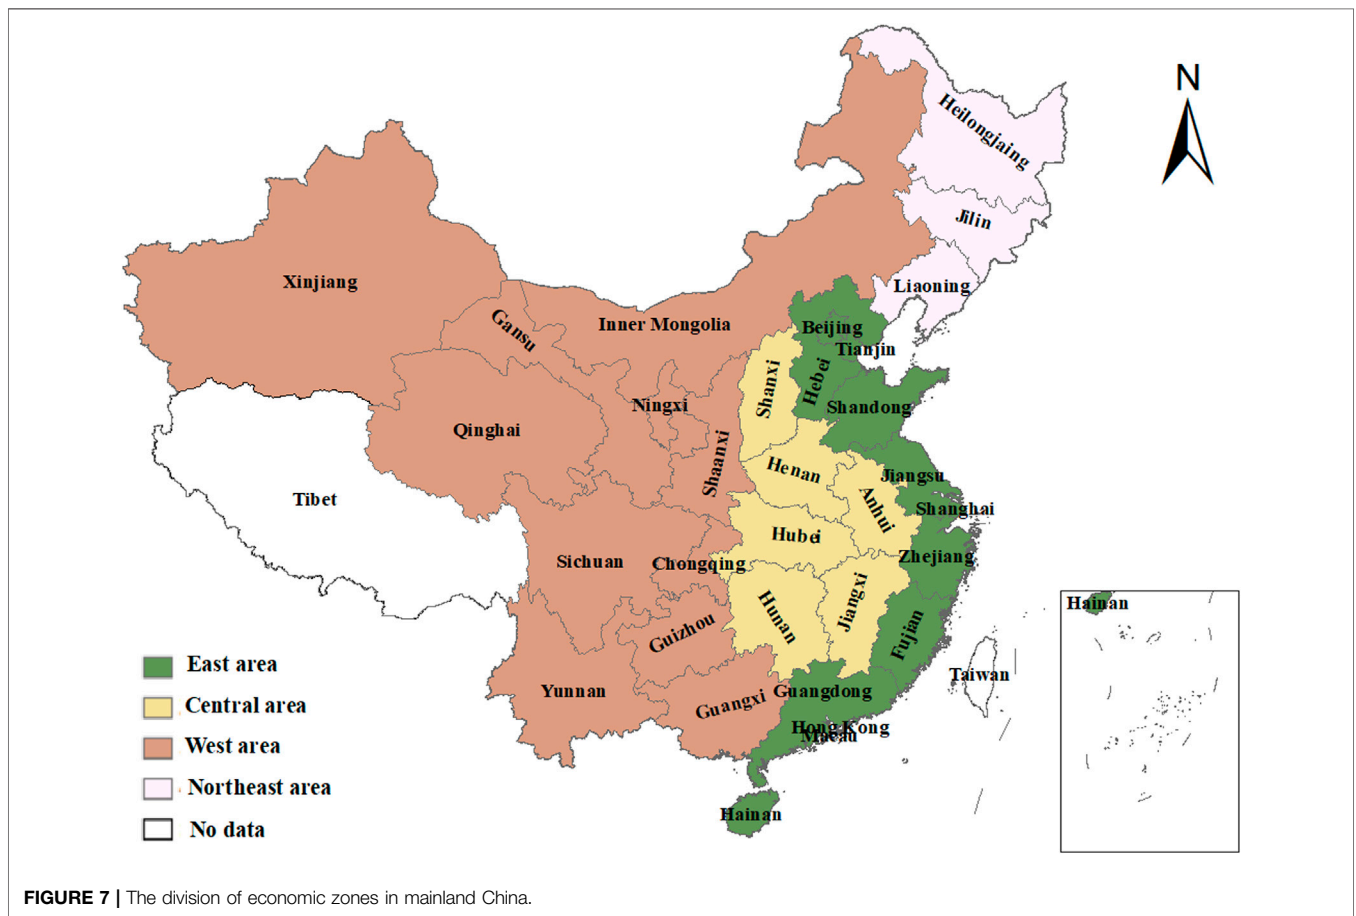 N
Heilongjaing
Jilin
Liaoning
Xinjiang
Gansu
Inner Mongolia
Beijing
Tianjin
Hebei
Shanxi
Ningxi
Shandong
Qinghai
Shaanxi
Henan
Jiangsu
Tibet
Anhui
Shanghai
Hubei
Zhejiang
Sichuan
Chongqing
Hunan
Jiangxi
Hainan
Guizhou
Fujian
Taiwan
Yunnan
Guangxi
Guangdong
Hong Kong
Macau
Hainan
East area
Central area
West area
Northeast area
No data
FIGURE 7 | The division of economic zones in mainland China.